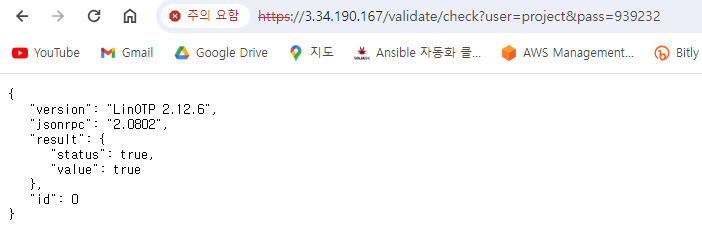 주의 요함 https://3.34.190.167/validate/check?user=project&pass=939232
YouTube Gmail Google Drive 지도 Ansible 자동화 클... AWS Management... Bitly
{
"version": "LinOTP 2.12.6",
"jsonrpc": "2.0802",
"result": {
"status": true,
"value": true
},
"id": 0
}